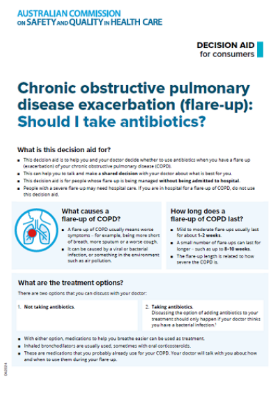 AUSTRALIAN COMMISSION
ON SAFETY AND QUALITY IN HEALTH CARE
DECISION AID
for consumers
Chronic obstructive pulmonary
disease exacerbation (flare-up):
Should I take antibiotics?
What is this decision aid for?
This decision aid is to help you and your doctor decide whether to use antibiotics when you have a flare up
(exacerbation) of your chronic obstructive pulmonary disease (COPD).
This can help you to talk and make a shared decision with your doctor about what is best for you.
This decision aid is for people whose flare up is being managed without being admitted to hospital.
People with a severe flare up may need hospital care. If you are in hospital for a flare-up of COPD, do not use
this decision aid.
What causes a
flare-up of COPD?
A flare up of COPD usually means worse
symptoms – for example, being more short
of breath, more sputum or a worse cough.
It can be caused by a viral or bacterial
infection, or something in the environment
such as air pollution.
How long does a
flare-up of COPD last?
Mild to moderate flare-ups usually last
for about 1-2 weeks.
A small number of flare-ups can last for
longer – such as up to 8-10 weeks.
The flare-up length is related to how
severe the COPD is.
What are the treatment options?
There are two options that you can discuss with your doctor:
1. Not taking antibiotics
2. Taking antibiotics.
Discussing the option of adding antibiotics to your
treatment should only happen if your doctor thinks
you have a bacterial infection.
With either option, medications to help you breathe easier can be used as treatment.
Inhaled bronchodilators are usually used, sometimes with oral corticosteroids.
These are medications that you probably already use for your COPD. Your doctor will talk with you about how
and when to use them during your flare up.